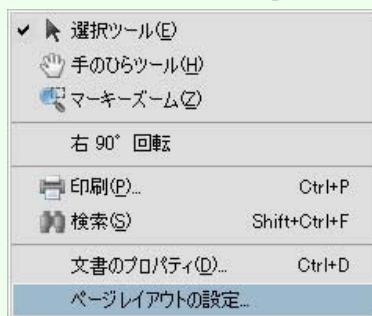 選択ツール(E)
手のひらツール(H)
マーキーズーム(Z)
右 90° 回転
印刷(P)... Ctrl+P
検索(S) Shift+Ctrl+F
文書のプロパティ(D)... Ctrl+D
ページレイアウトの設定...